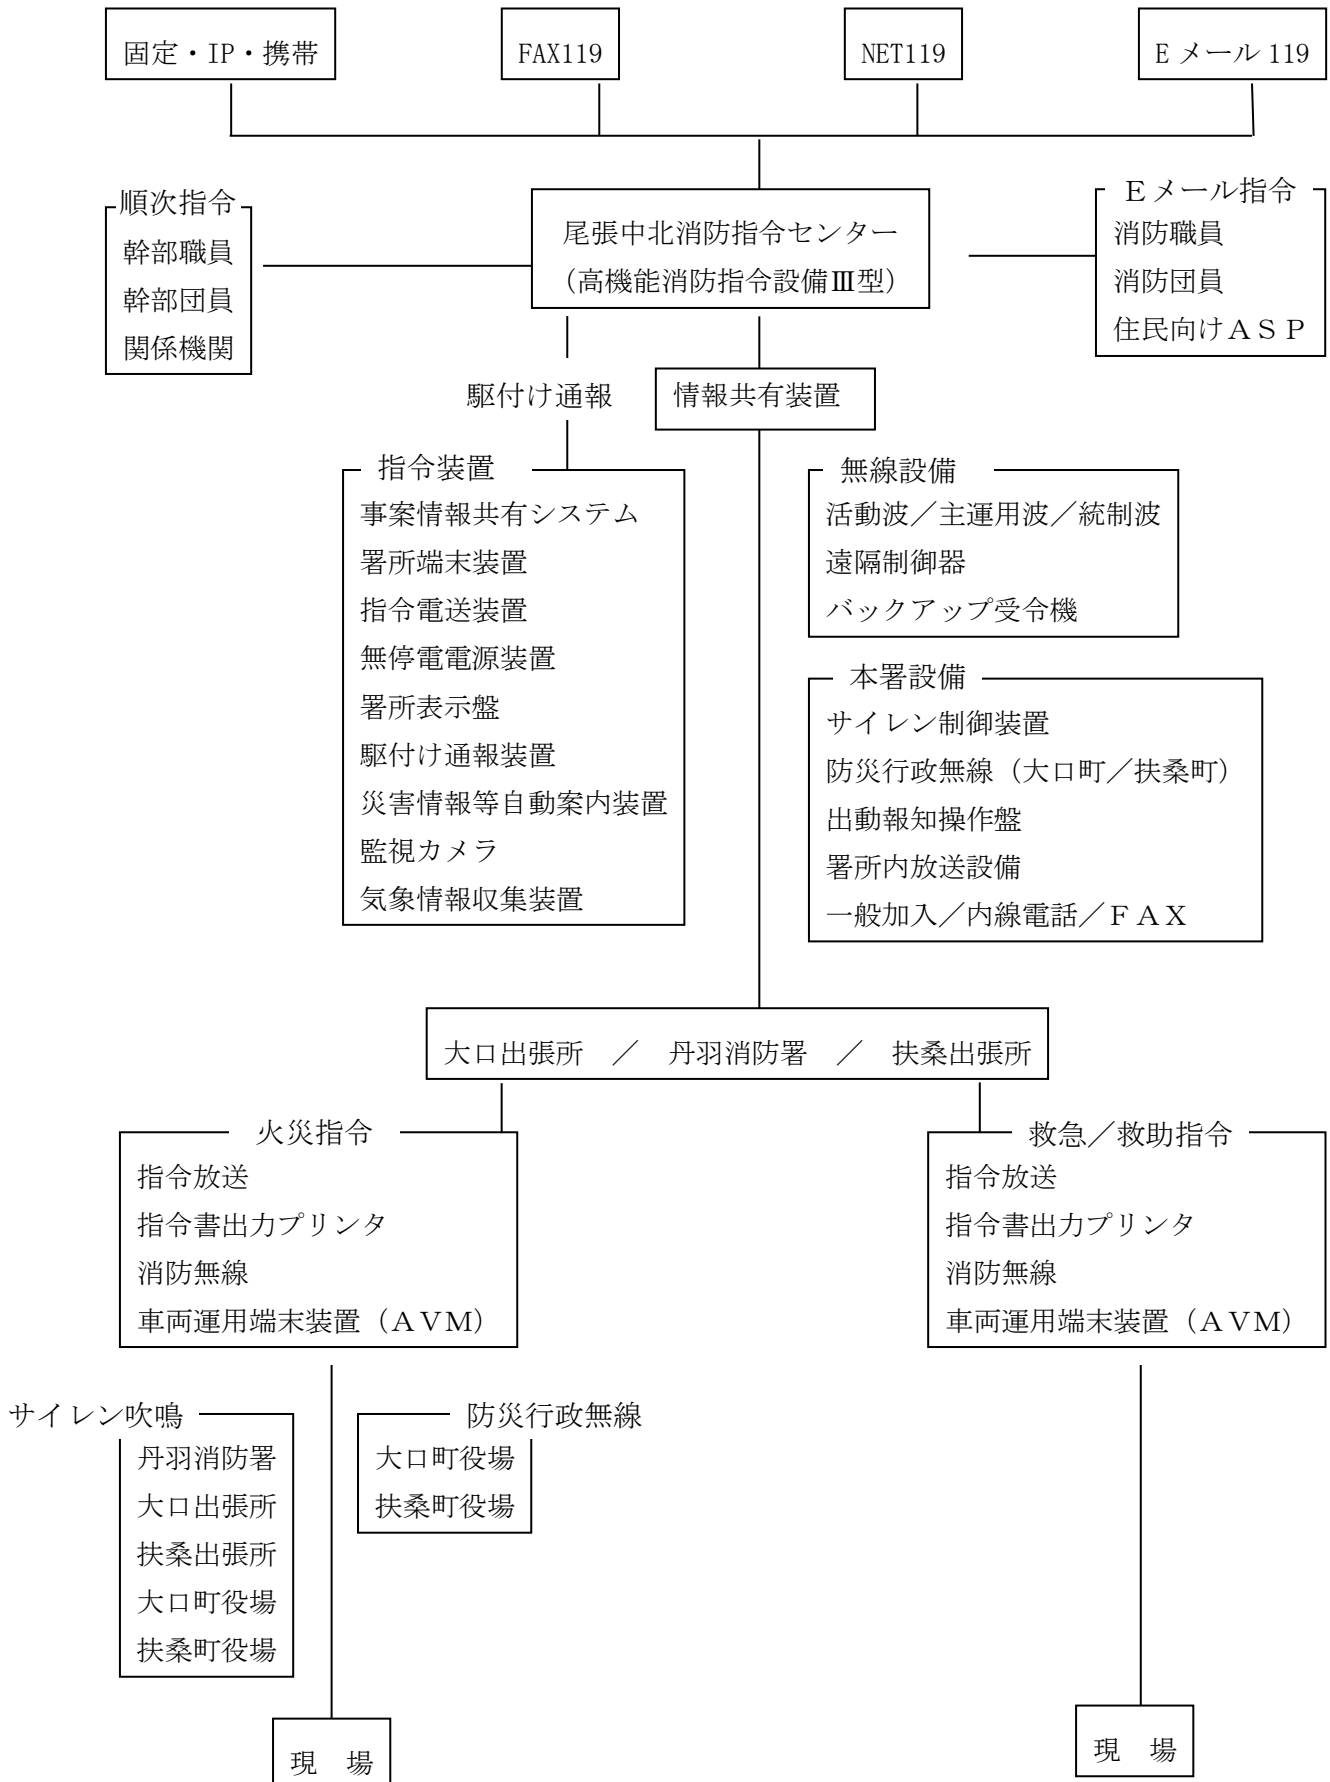 固定・IP・携帯
FAX119
NET119
Eメール119
順次指令
幹部職員
幹部団員
関係機関
尾張中北消防指令センター
（高機能消防指令設備Ⅲ型）
Ｅメール指令
消防職員
消防団員
住民向けＡＳＰ
駆付け通報
情報共有装置
指令装置
事案情報共有システム
署所端末装置
指令電送装置
無停電電源装置
署所表示盤
駆付け通報装置
災害情報等自動案内装置
監視カメラ
気象情報収集装置
無線設備
活動波／主運用波／統制波
遠隔制御器
バックアップ受令機
本署設備
サイレン制御装置
防災行政無線（大口町／扶桑町）
出動報知操作盤
署所内放送設備
一般加入／内線電話／ＦＡＸ
大口出張所　／　丹羽消防署　／　扶桑出張所
火災指令
指令放送
指令書出力プリンタ
消防無線
車両運用端末装置（ＡＶＭ）
救急／救助指令
指令放送
指令書出力プリンタ
消防無線
車両運用端末装置（ＡＶＭ）
サイレン吹鳴
丹羽消防署
大口出張所
扶桑出張所
大口町役場
扶桑町役場
防災行政無線
大口町役場
扶桑町役場
現　場
現　場